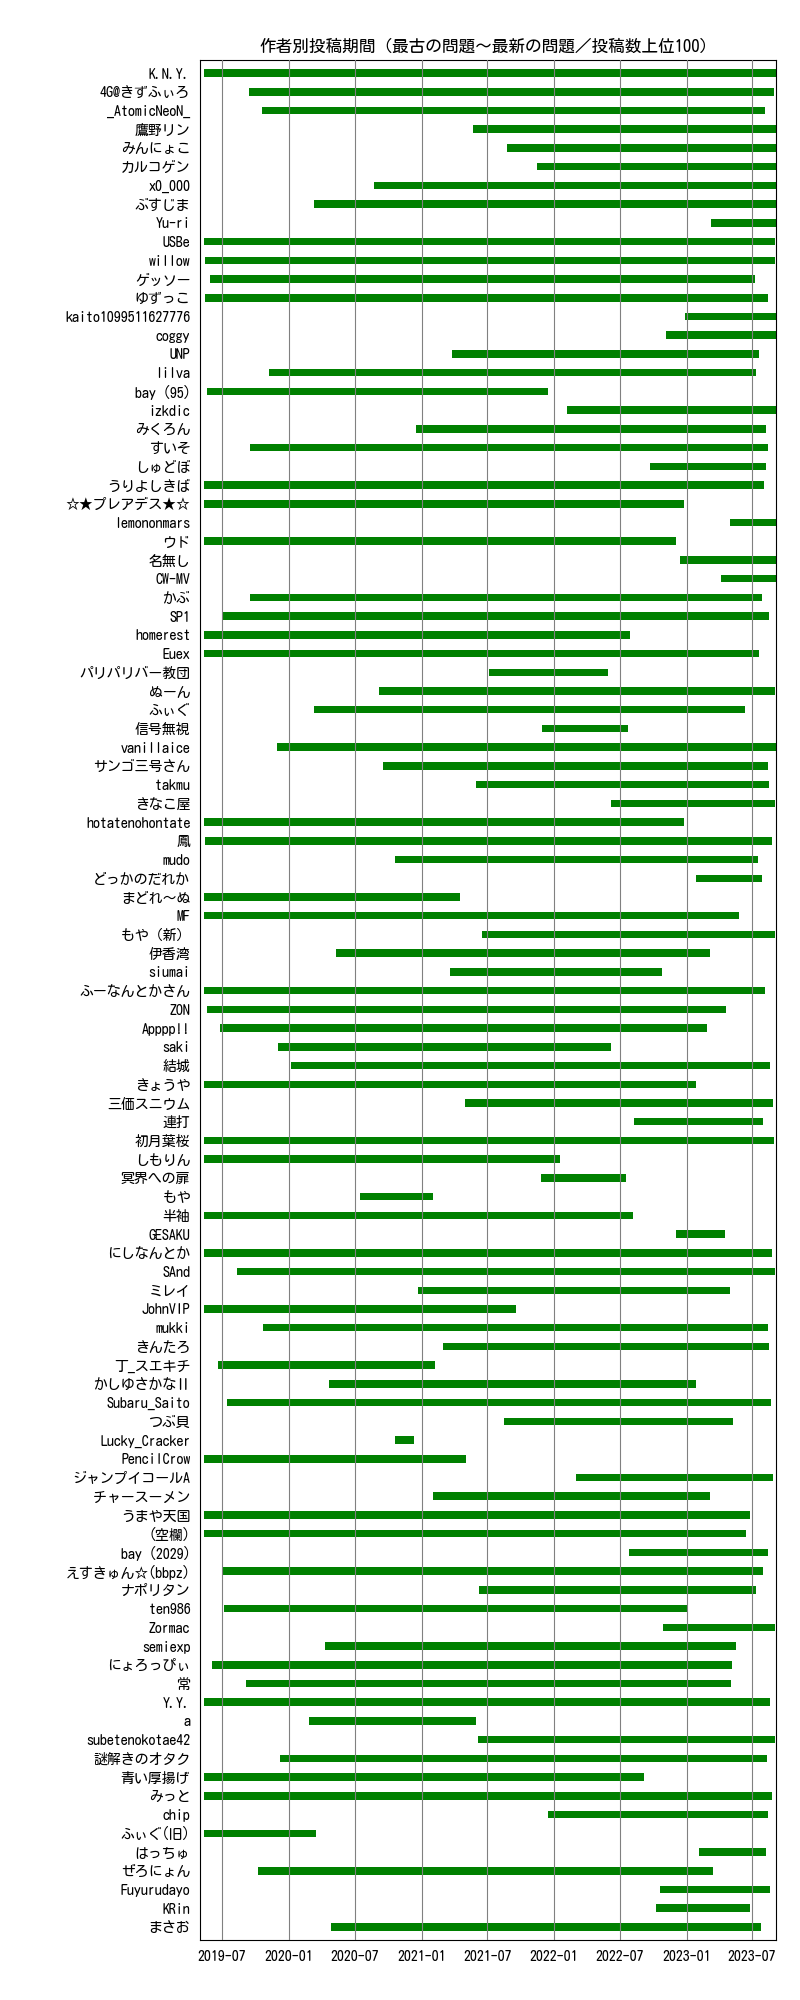 作者別投稿期間（最古の問題～最新の問題／投稿数上位100）
K.N.Y.
4G@きずふぃろ
_AtomicNeoN_
鷹野リン
みんにょこ
カルコゲン
x0_000
ぷすじま
Yu-ri
USBe
willow
ゲッソー
ゆずっこ
kaito1099511627776
coggy
UNP
lilva
bay (95)
izkdic
みくろん
すいそ
しゅどぼ
うりよしきば
☆★プレアデス★☆
lemononmars
ウド
名無し
CW-MV
かぶ
SP1
homerest
Euex
パリパリバー教団
ぬーん
ふぃぐ
信号無視
vanillaice
サンゴ三号さん
takmu
きなこ屋
hotatenohontate
鳳
mudo
どっかのだれか
まどれ～ぬ
MF
もや（新）
伊香湾
siumai
ふーなんとかさん
ZON
Appppll
saki
結城
きょうや
三価スニウム
連打
初月葉桜
しもりん
冥界への扉
もや
半袖
GESAKU
にしなんとか
SAnd
ミレイ
JohnVIP
mukki
きんたろ
丁_スエキチ
かしゆさかなⅡ
Subaru_Saito
つぶ貝
Lucky_Cracker
PencilCrow
ジャンプイコールA
チャースーメン
うまや天国
(空欄)
bay (2029)
えすきゅん☆(bbpz)
ナポリタン
ten986
Zormac
semiexp
にょろっぴぃ
常
Y.Y.
a
subetenokotae42
謎解きのオタク
青い厚揚げ
みっと
chip
ふぃぐ(旧)
はっちゅ
ぜろにょん
Fuyurudayo
KRin
まさお
2019-07 2020-01 2020-07 2021-01 2021-07 2022-01 2022-07 2023-01 2023-07